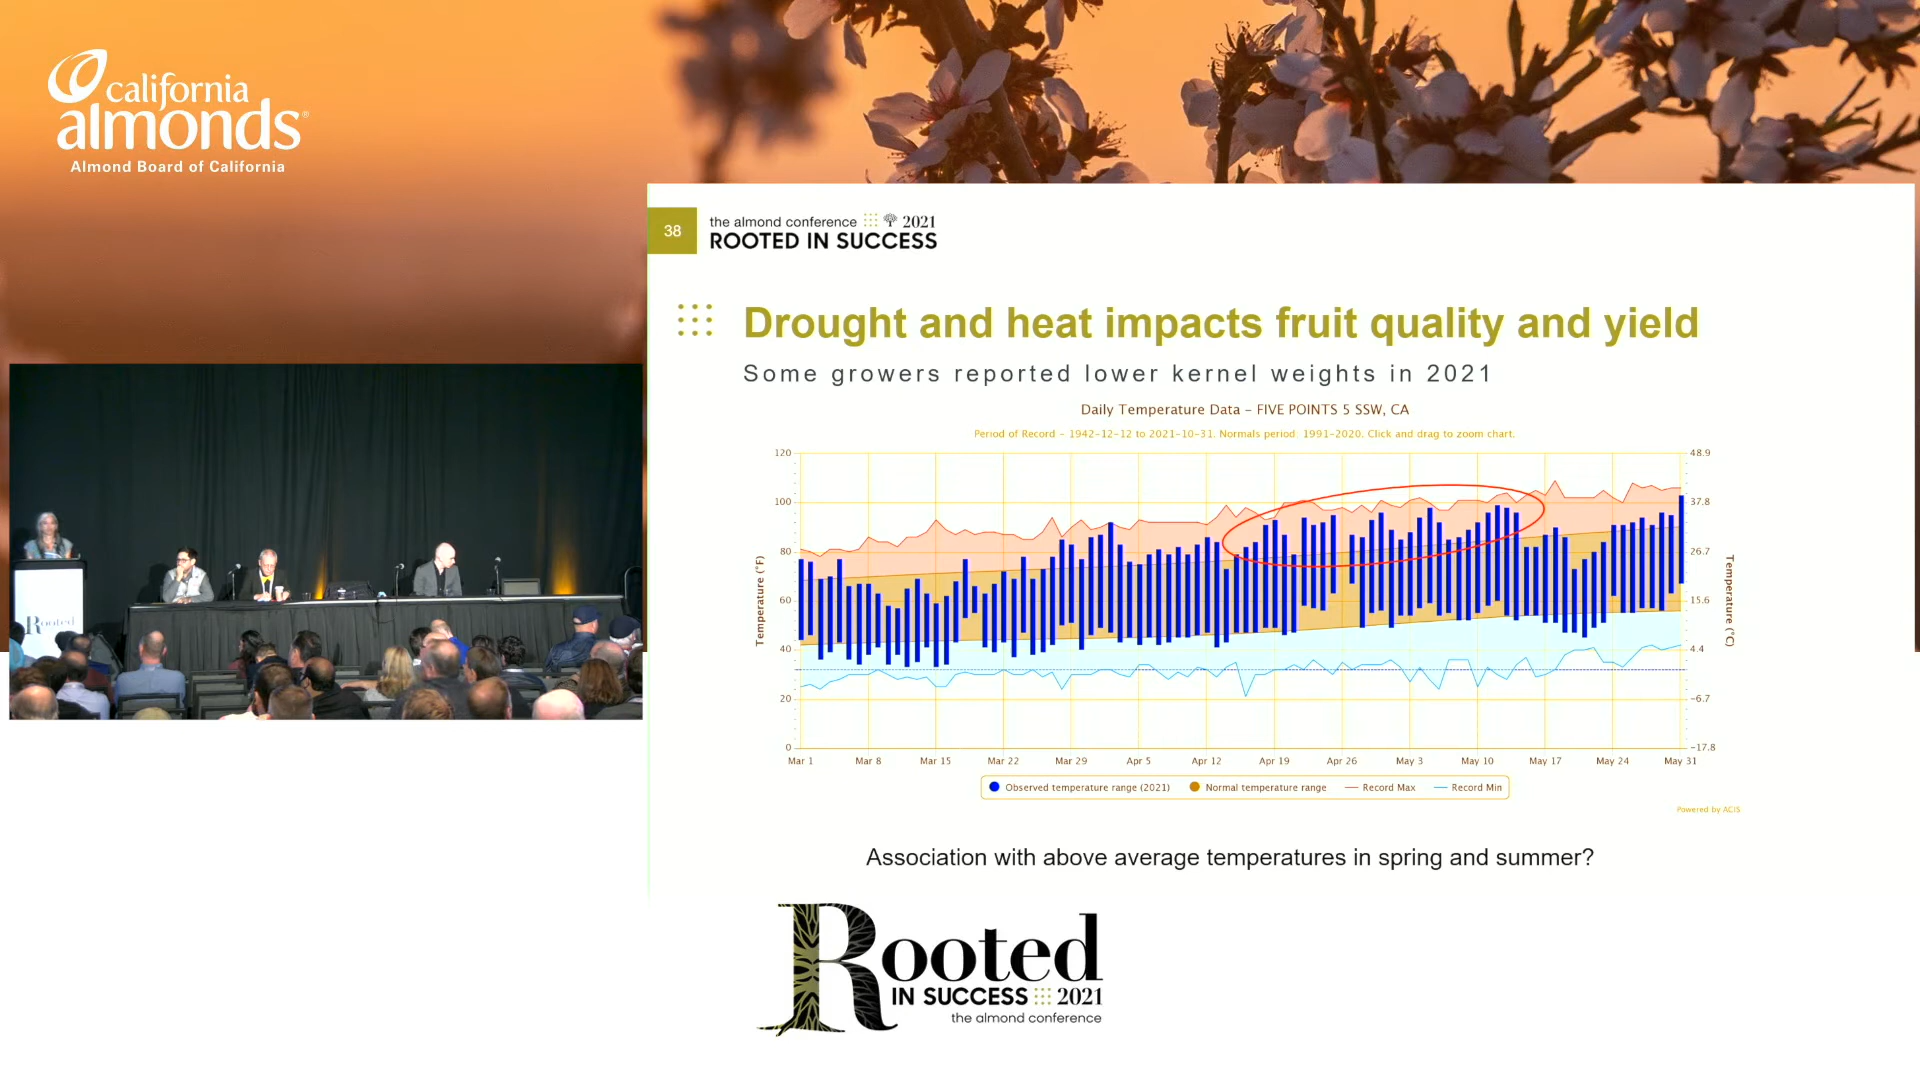 california
almonds®
Almond Board of California
38
the almond conference 2021
ROOTED IN SUCCESS
Drought and heat impacts fruit quality and yield
Some growers reported lower kernel weights in 2021
Daily Temperature Data – FIVE POINTS 5 SSW, CA
Period of Record – 1942-12-12 to 2021-10-31. Normals period: 1991-2020. Click and drag to zoom chart.
120
100
80
60
40
20
0
Temperature (°F)
48.9
37.8
26.7
15.6
4.4
-6.7
-17.8
Temperature (°C)
Mar 1 Mar 8 Mar 15 Mar 22 Mar 29 Apr 5 Apr 12 Apr 19 Apr 26 May 3 May 10 May 17 May 24 May 31
Observed temperature range (2021) Normal temperature range Record Max Record Min
Powered by ACIS
Association with above average temperatures in spring and summer?
Rooted
Rooted
IN SUCCESS 2021
the almond conference